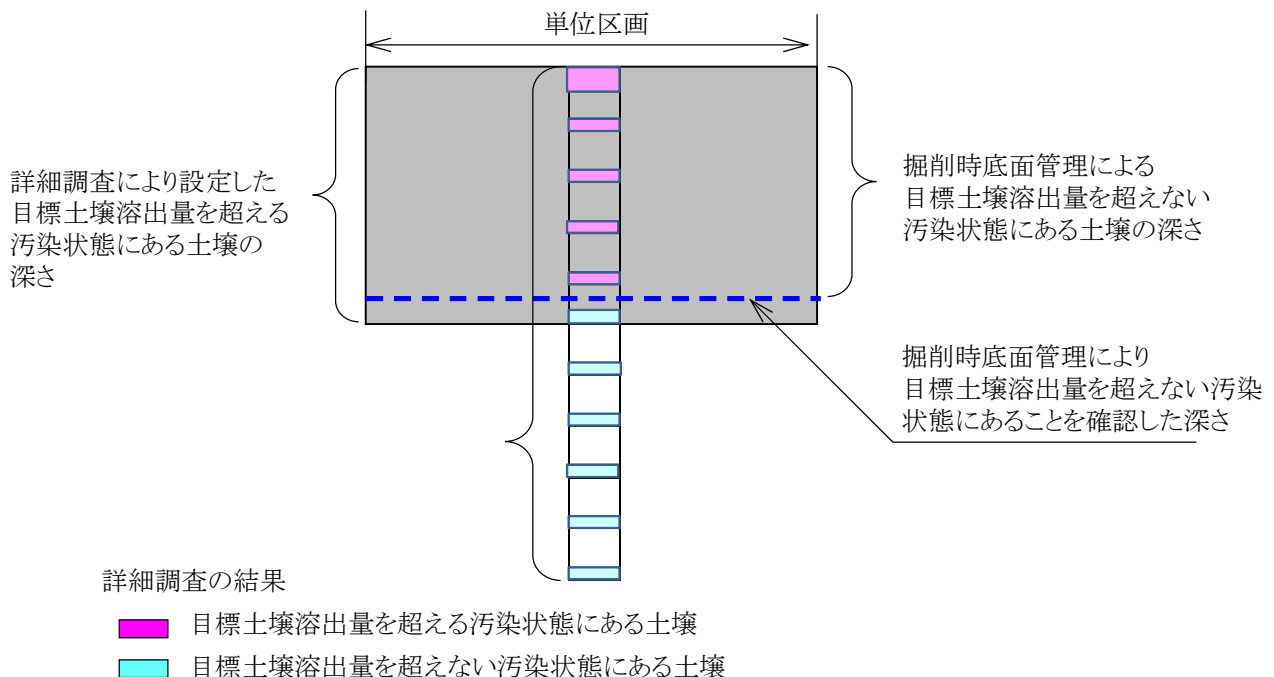 単位区画
詳細調査により設定した
目標土壌溶出量を超える
汚染状態にある土壌の
深さ
掘削時底面管理による
目標土壌溶出量を超えない
汚染状態にある土壌の深さ
掘削時底面管理により
目標土壌溶出量を超えない汚染
状態にあることを確認した深さ
詳細調査の結果
目標土壌溶出量を超える汚染状態にある土壌
目標土壌溶出量を超えない汚染状態にある土壌